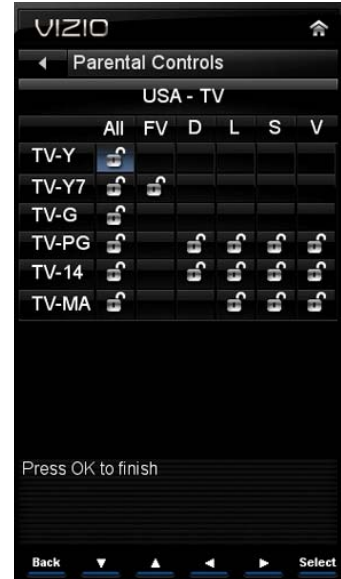 VIZIO
Parental Controls
USA - TV
All FV D L S V
TV-Y
TV-Y7
TV-G
TV-PG
TV-14
TV-MA
Press OK to finish
Back Select